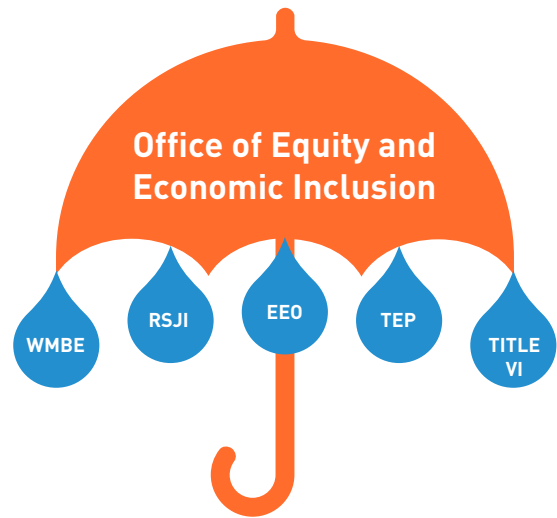 Office of Equity and
Economic Inclusion
WMBE
RSJI
EEO
TEP
TITLE
VI